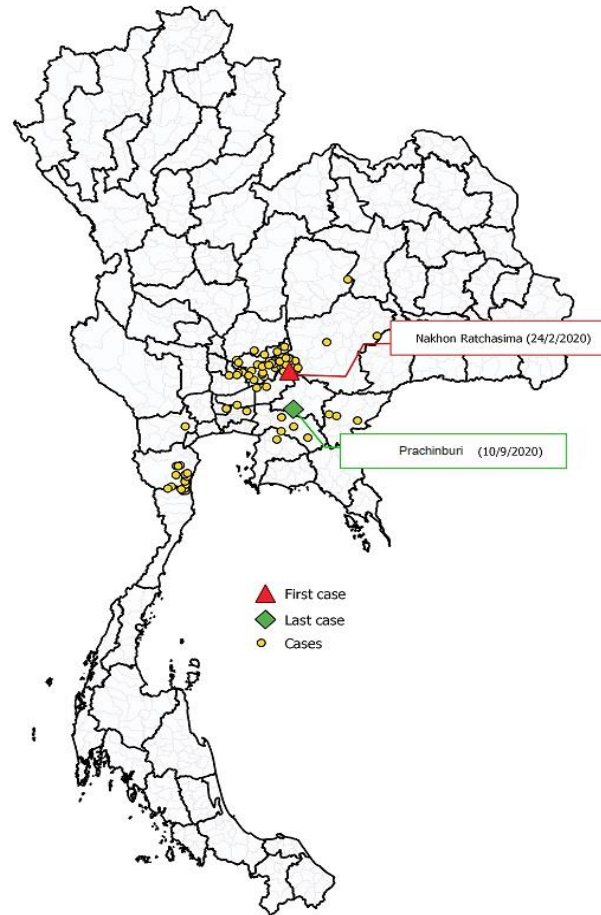 Nakhon Ratchasima (24/2/2020)
Prachinburi (10/9/2020)
First case
Last case
Cases